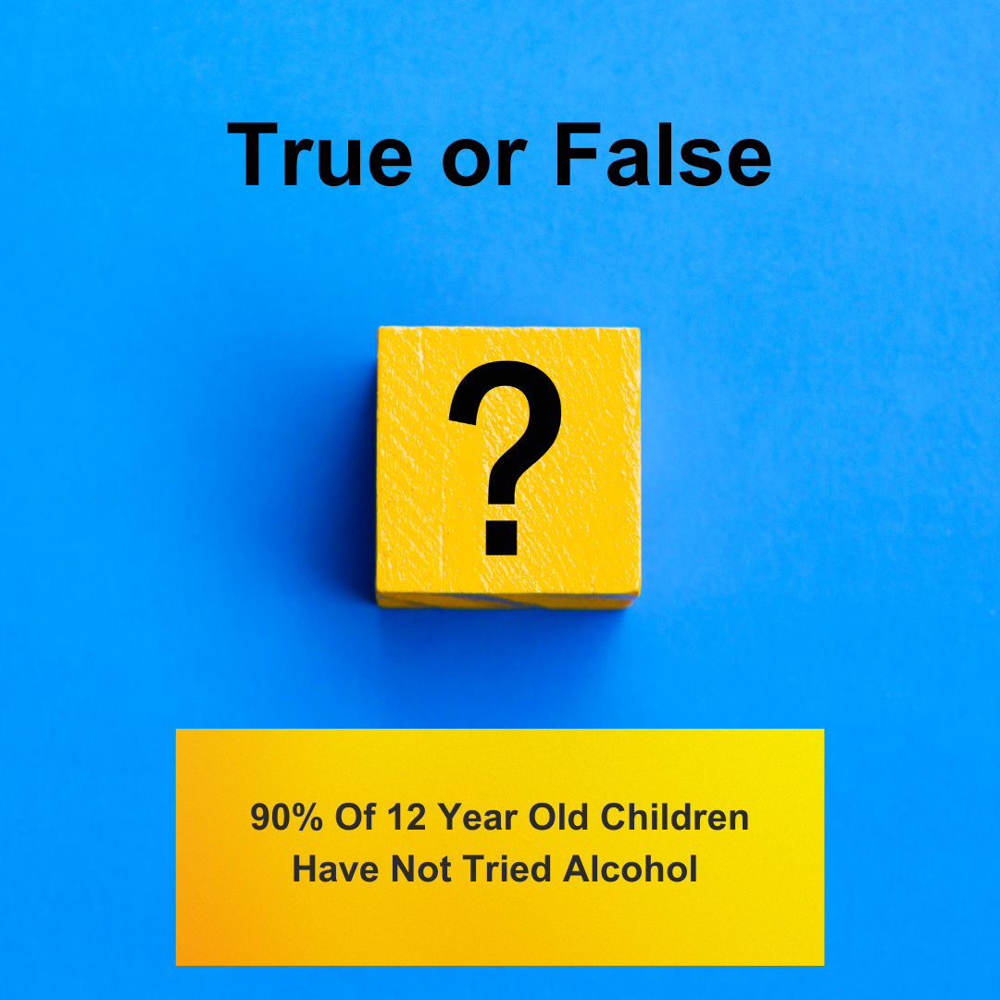 True or False
?
90% Of 12 Year Old Children
Have Not Tried Alcohol